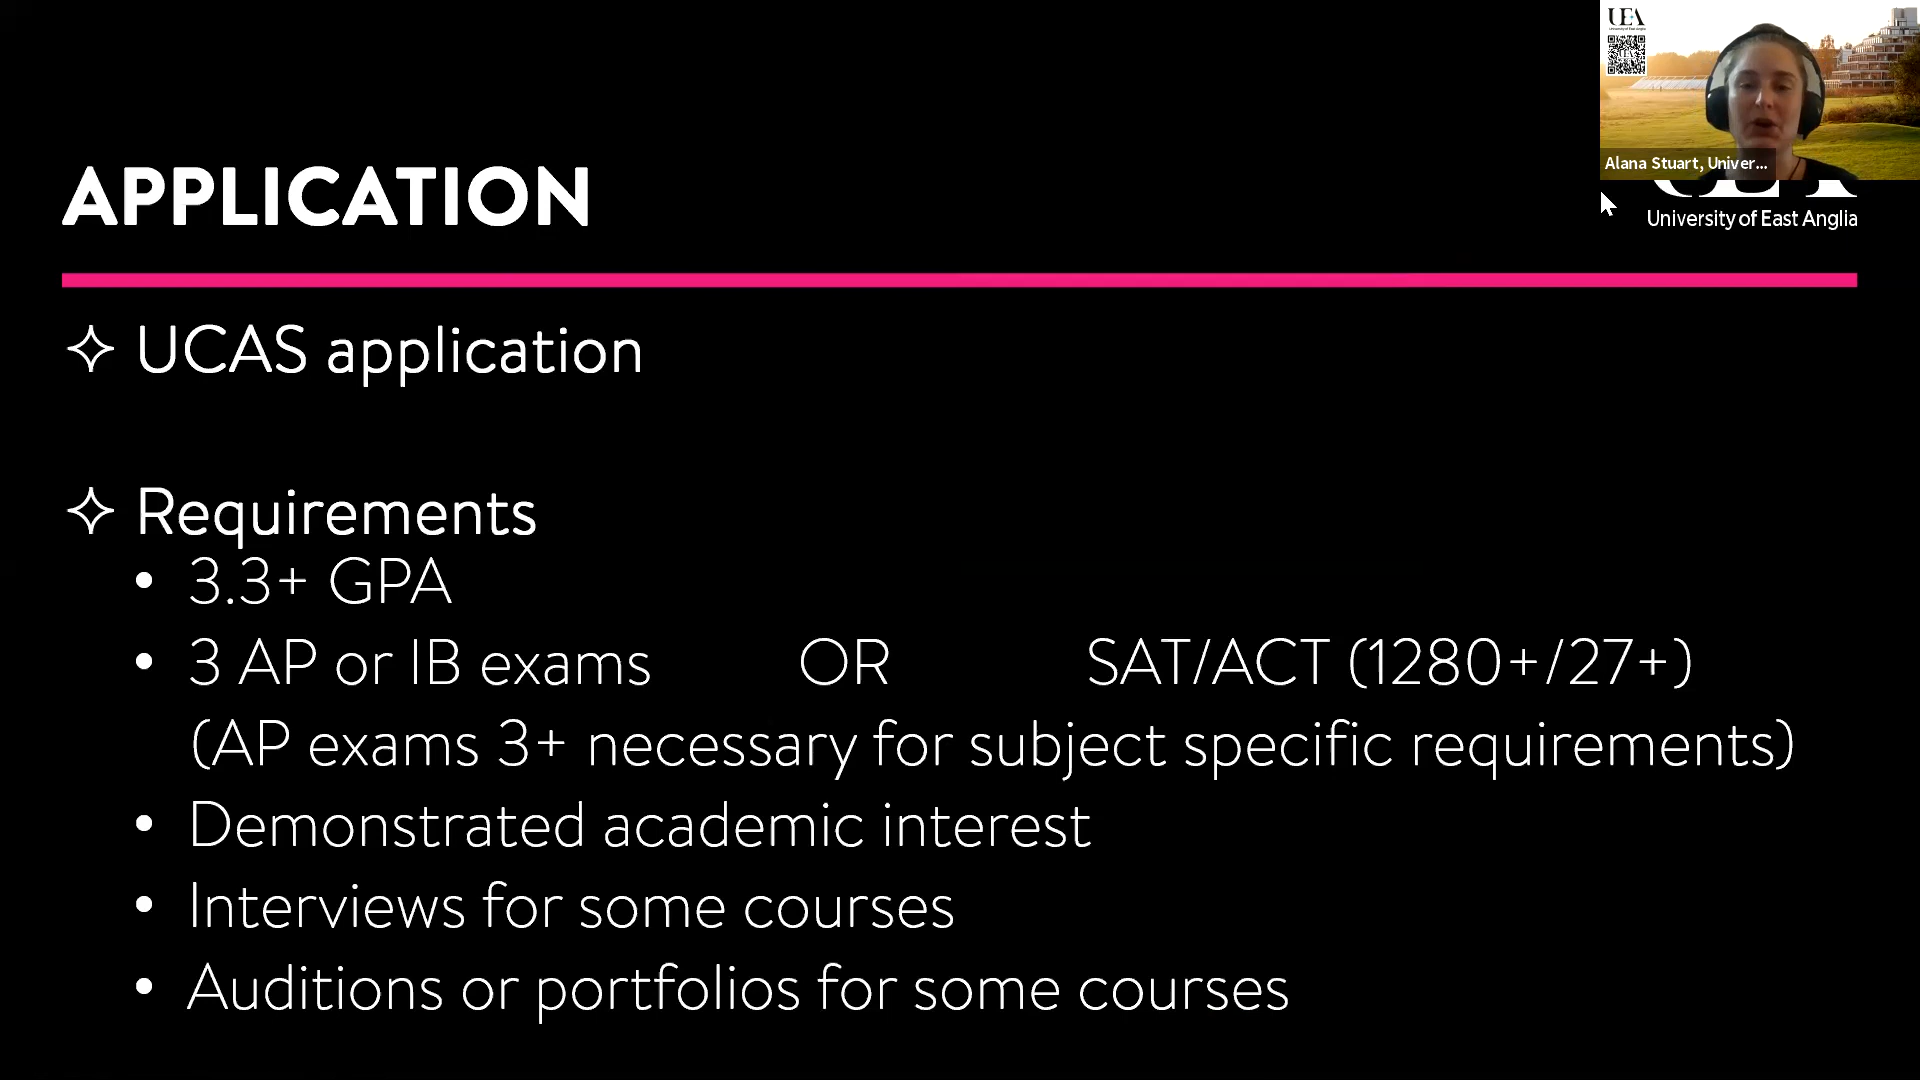 UEA
Alana Stuart, Univer...
APPLICATION
University of East Anglia
✧ UCAS application
✧ Requirements
• 3.3+ GPA
• 3 AP or IB exams OR SAT/ACT (1280+/27+)
(AP exams 3+ necessary for subject specific requirements)
• Demonstrated academic interest
• Interviews for some courses
• Auditions or portfolios for some courses